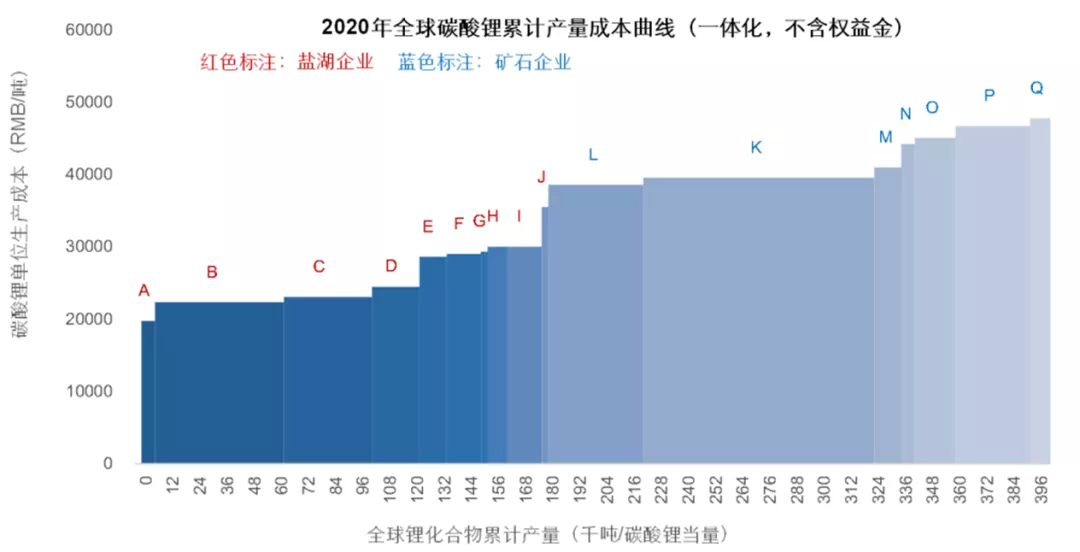 2020年全球碳酸锂累计产量成本曲线（一体化，不含权益金）
红色标注：盐湖企业 蓝色标注：矿石企业
碳酸锂单位生产成本（RMB/吨）
60000
50000
40000
30000
20000
10000
0
A B C D E F G H I J L K M N O P Q
0 12 24 36 48 60 72 84 96 108 120 132 144 156 168 180 192 204 216 228 240 252 264 276 288 300 312 324 336 348 360 372 384 396
全球锂化合物累计产量（千吨/碳酸锂当量）